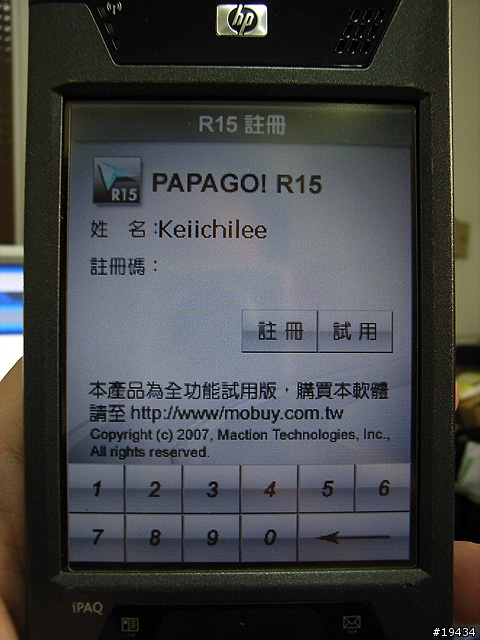 hp
R15 註冊
R15
PAPAGO! R15
姓 名:Keiichilee
註冊碼：
註冊 試用
本產品為全功能試用版，購買本軟體
請至 http://www/mobuy.com.tw
Copyright (c) 2007, Maction Technologies, Inc.,
All rights reserved.
1 2 3 4 5 6
7 8 9 0
iPAQ
#19434